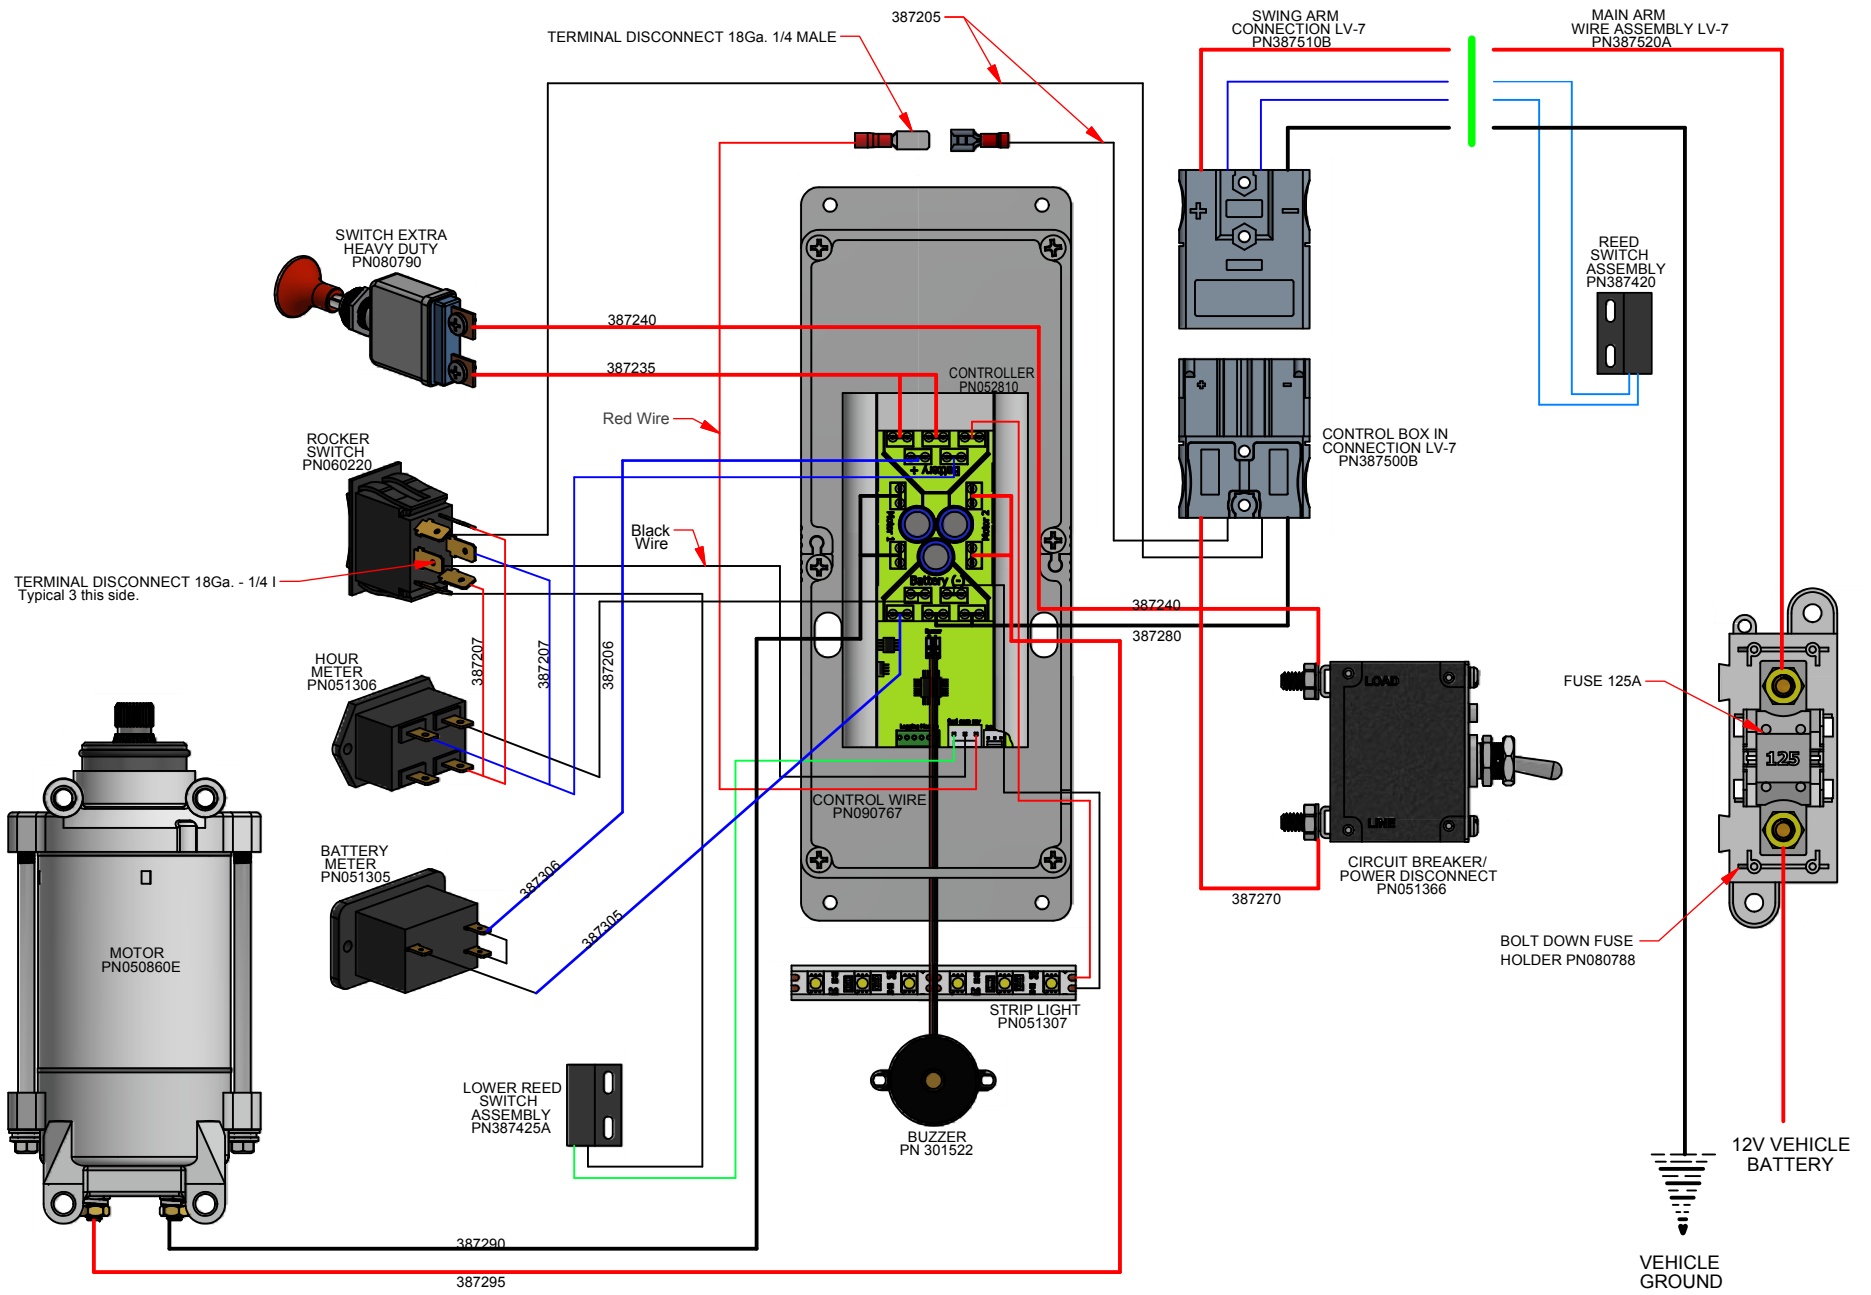 387205
TERMINAL DISCONNECT 18Ga. 1/4 MALE
SWING ARM
CONNECTION LV-7
PN387510B
MAIN ARM
WIRE ASSEMBLY LV-7
PN387520A
SWITCH EXTRA
HEAVY DUTY
PN080790
+
−
REED
SWITCH
ASSEMBLY
PN387420
387240
387235
CONTROLLER
PN052810
Red Wire
+
-
ROCKER
SWITCH
PN060220
CONTROL BOX IN
CONNECTION LV-7
PN387500B
Battery +
Motor 2
Black
Wire
TERMINAL DISCONNECT 18Ga. - 1/4 I
Typical 3 this side.
Battery (-)
387240
387280
387207
387207
387206
HOUR
METER
PN051306
LOAD
FUSE 125A
125
CONTROL WIRE
PN090767
LINE
BATTERY
METER
PN051305
387306
387305
CIRCUIT BREAKER/
POWER DISCONNECT
PN051366
387270
BOLT DOWN FUSE
HOLDER PN080788
MOTOR
PN050860E
STRIP LIGHT
PN051307
LOWER REED
SWITCH
ASSEMBLY
PN387425A
BUZZER
PN 301522
12V VEHICLE
BATTERY
387290
387295
VEHICLE
GROUND